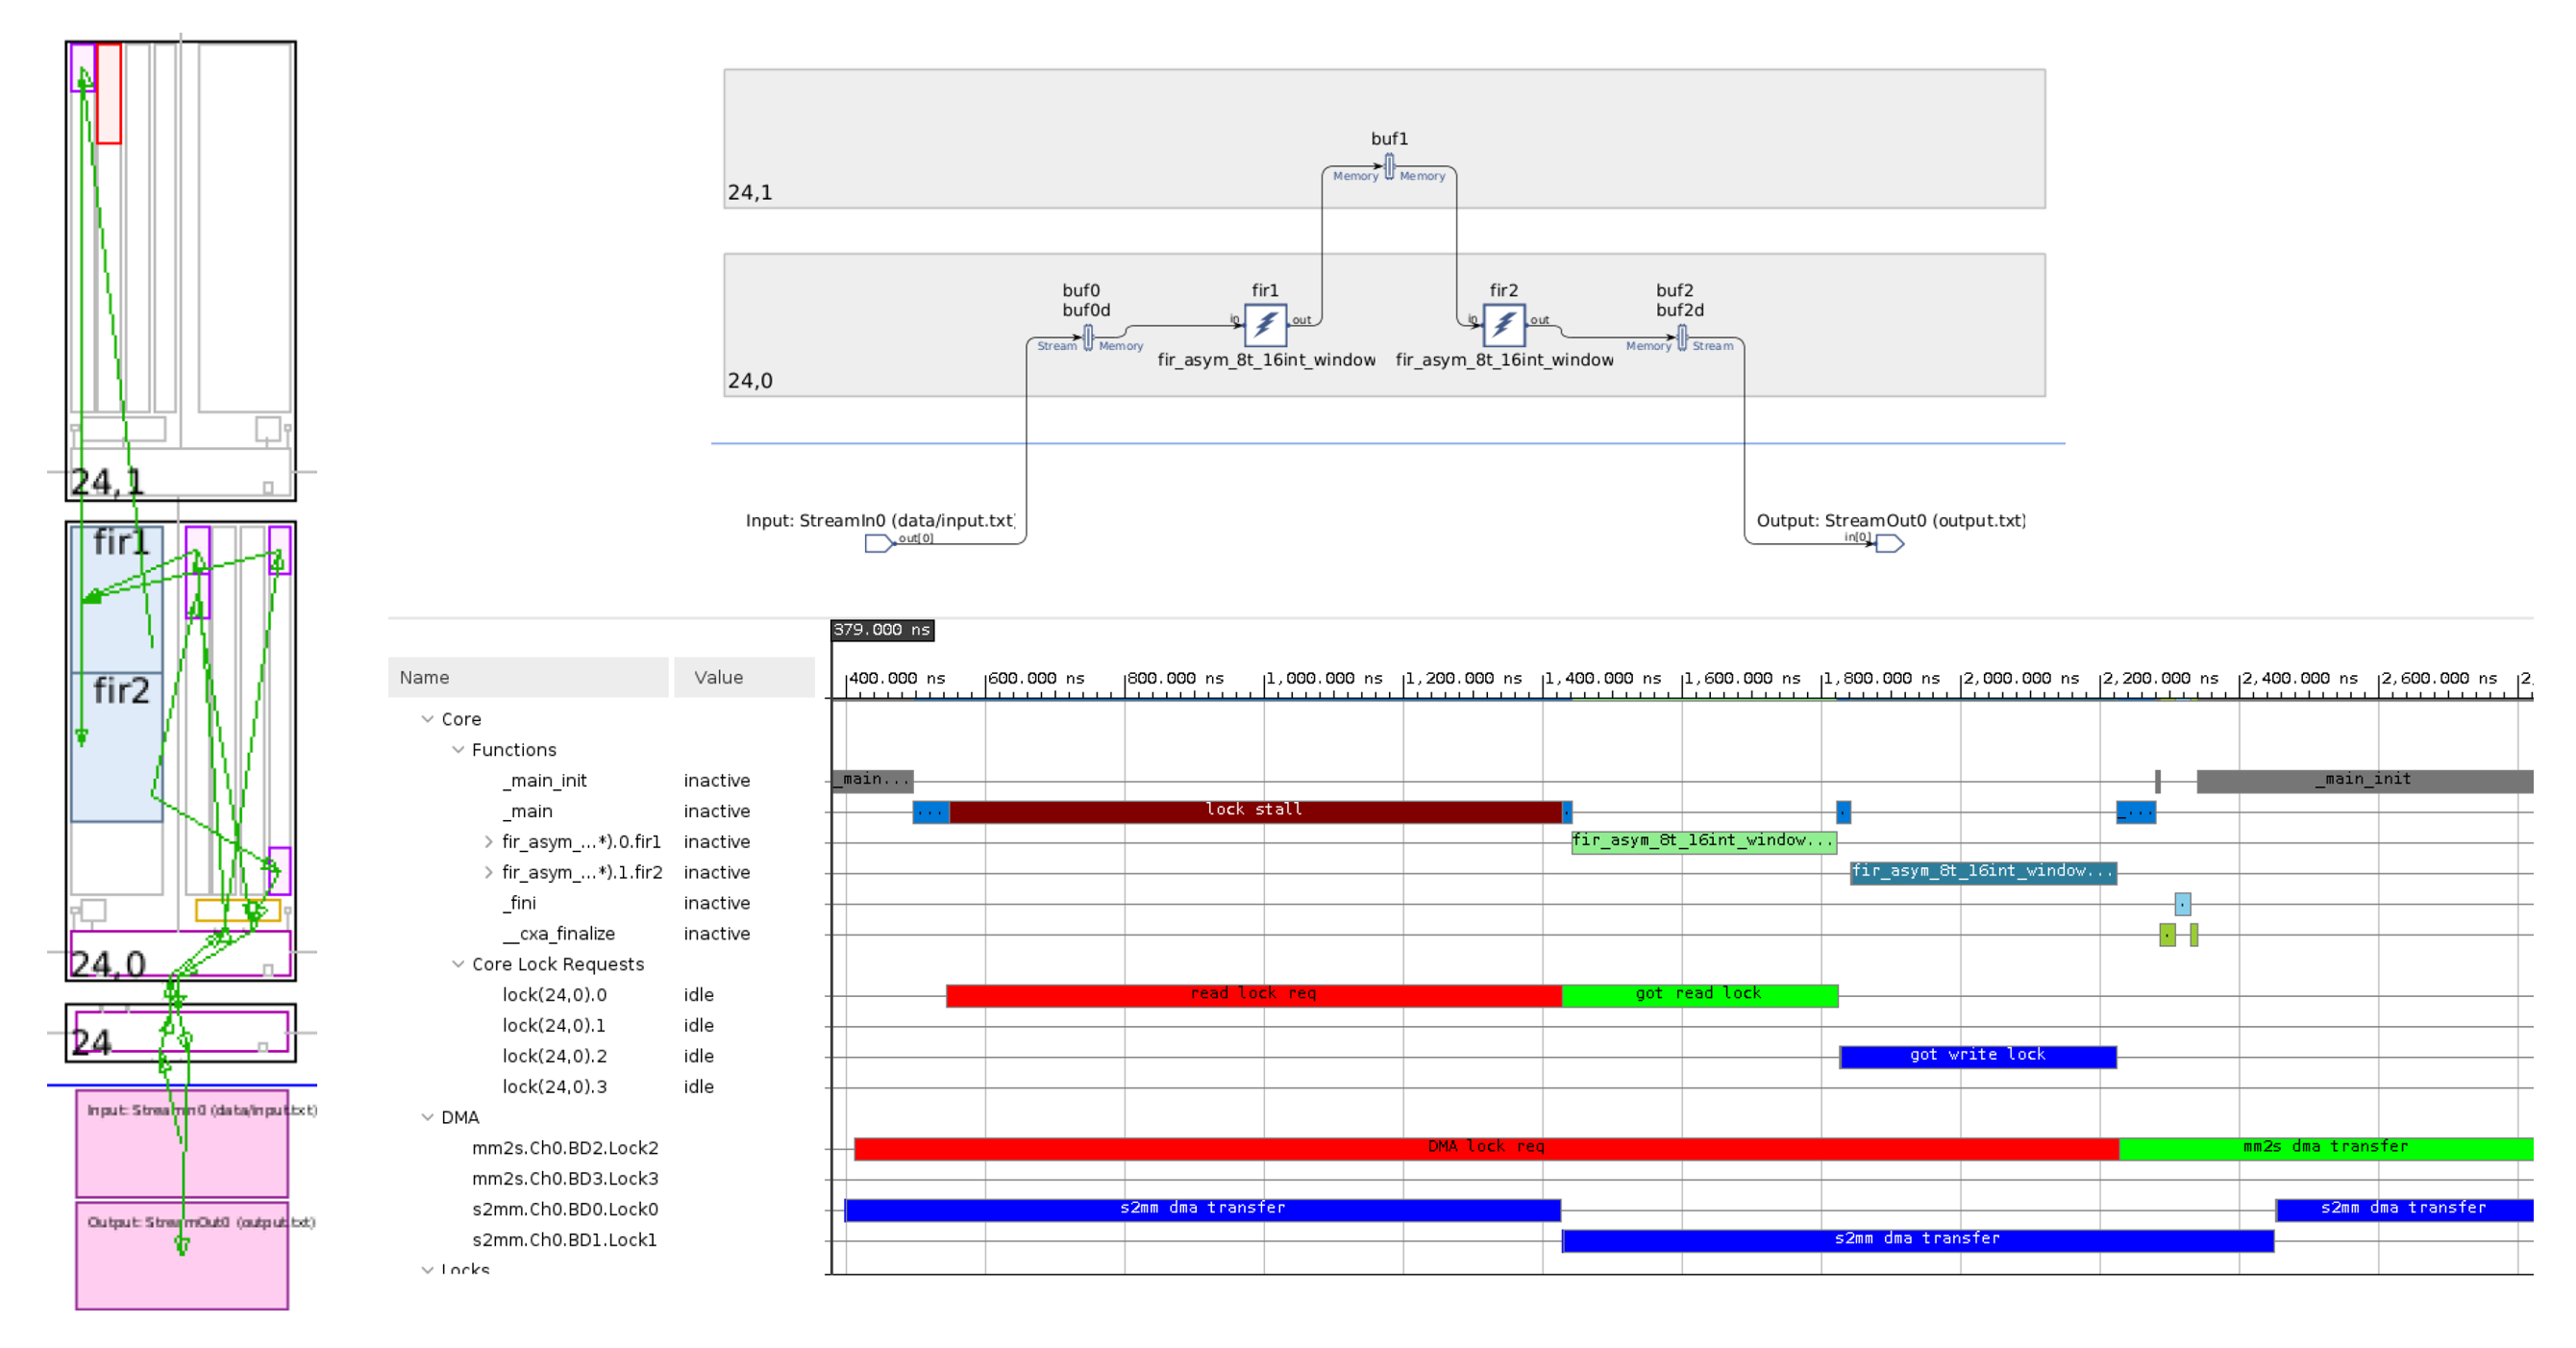 24,1
fir1
fir2
24,0
24
Input: StreamIn0 (data/input.txt)
Output: StreamOut0 (output.txt)
buf1
Memory Memory
24,1
buf0
buf0d
fir1
fir2
buf2
buf2d
in out
in out
Stream Memory
Memory Stream
fir_asym_8t_16int_window
fir_asym_8t_16int_window
24,0
Input: StreamIn0 (data/input.txt)
out[0]
Output: StreamOut0 (output.txt)
in[0]
379.000 ns
Name Value
400.000 ns 600.000 ns 800.000 ns 1,000.000 ns 1,200.000 ns 1,400.000 ns 1,600.000 ns 1,800.000 ns 2,000.000 ns 2,200.000 ns 2,400.000 ns 2,600.000 ns 2,
Core
Functions
_main_init inactive _main... _main_init
_main inactive ... lock stall . . _...
fir_asym_...*).0.fir1 inactive fir_asym_8t_16int_window...
fir_asym_...*).1.fir2 inactive fir_asym_8t_16int_window...
_fini inactive .
__cxa_finalize inactive .
Core Lock Requests
lock(24,0).0 idle read lock req got read lock
lock(24,0).1 idle
lock(24,0).2 idle got write lock
lock(24,0).3 idle
DMA
mm2s.Ch0.BD2.Lock2 DMA lock req mm2s dma transfer
mm2s.Ch0.BD3.Lock3
s2mm.Ch0.BD0.Lock0 s2mm dma transfer s2mm dma transfer
s2mm.Ch0.BD1.Lock1 s2mm dma transfer
Locks